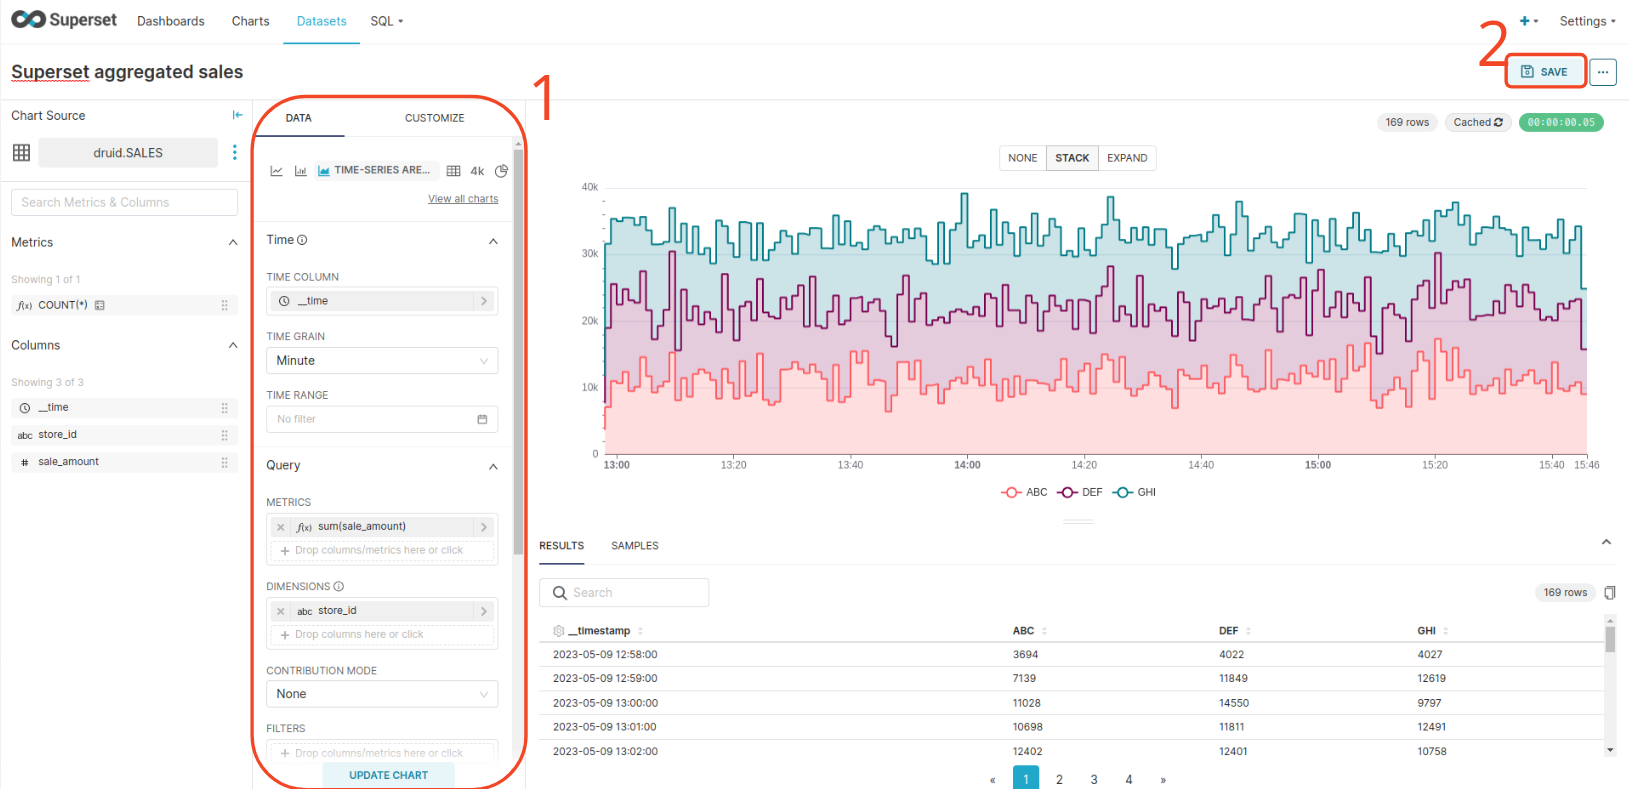 Superset Dashboards Charts Datasets SQL Settings
2
Superset aggregated sales SAVE ...
1
Chart Source
druid.SALES
Search Metrics & Columns
Metrics
Showing 1 of 1
f(x) COUNT(*)
Columns
Showing 3 of 3
__time
abc store_id
# sale_amount
DATA CUSTOMIZE
TIME-SERIES ARE... 4k
View all charts
Time
TIME COLUMN
__time
TIME GRAIN
Minute
TIME RANGE
No filter
Query
METRICS
× f(x) sum(sale_amount)
+ Drop columns/metrics here or click
DIMENSIONS
× abc store_id
+ Drop columns here or click
CONTRIBUTION MODE
None
FILTERS
+ Drop columns/metrics here or click
UPDATE CHART
169 rows Cached 00:00:00.05
NONE STACK EXPAND
40k
30k
20k
10k
0
13:00 13:20 13:40 14:00 14:20 14:40 15:00 15:20 15:40 15:46
ABC DEF GHI
RESULTS SAMPLES
Search 169 rows
__timestamp ABC DEF GHI
2023-05-09 12:58:00 3694 4022 4027
2023-05-09 12:59:00 7139 11849 12619
2023-05-09 13:00:00 11028 14550 9797
2023-05-09 13:01:00 10698 11811 12491
2023-05-09 13:02:00 12402 12401 10758
« 1 2 3 4 »